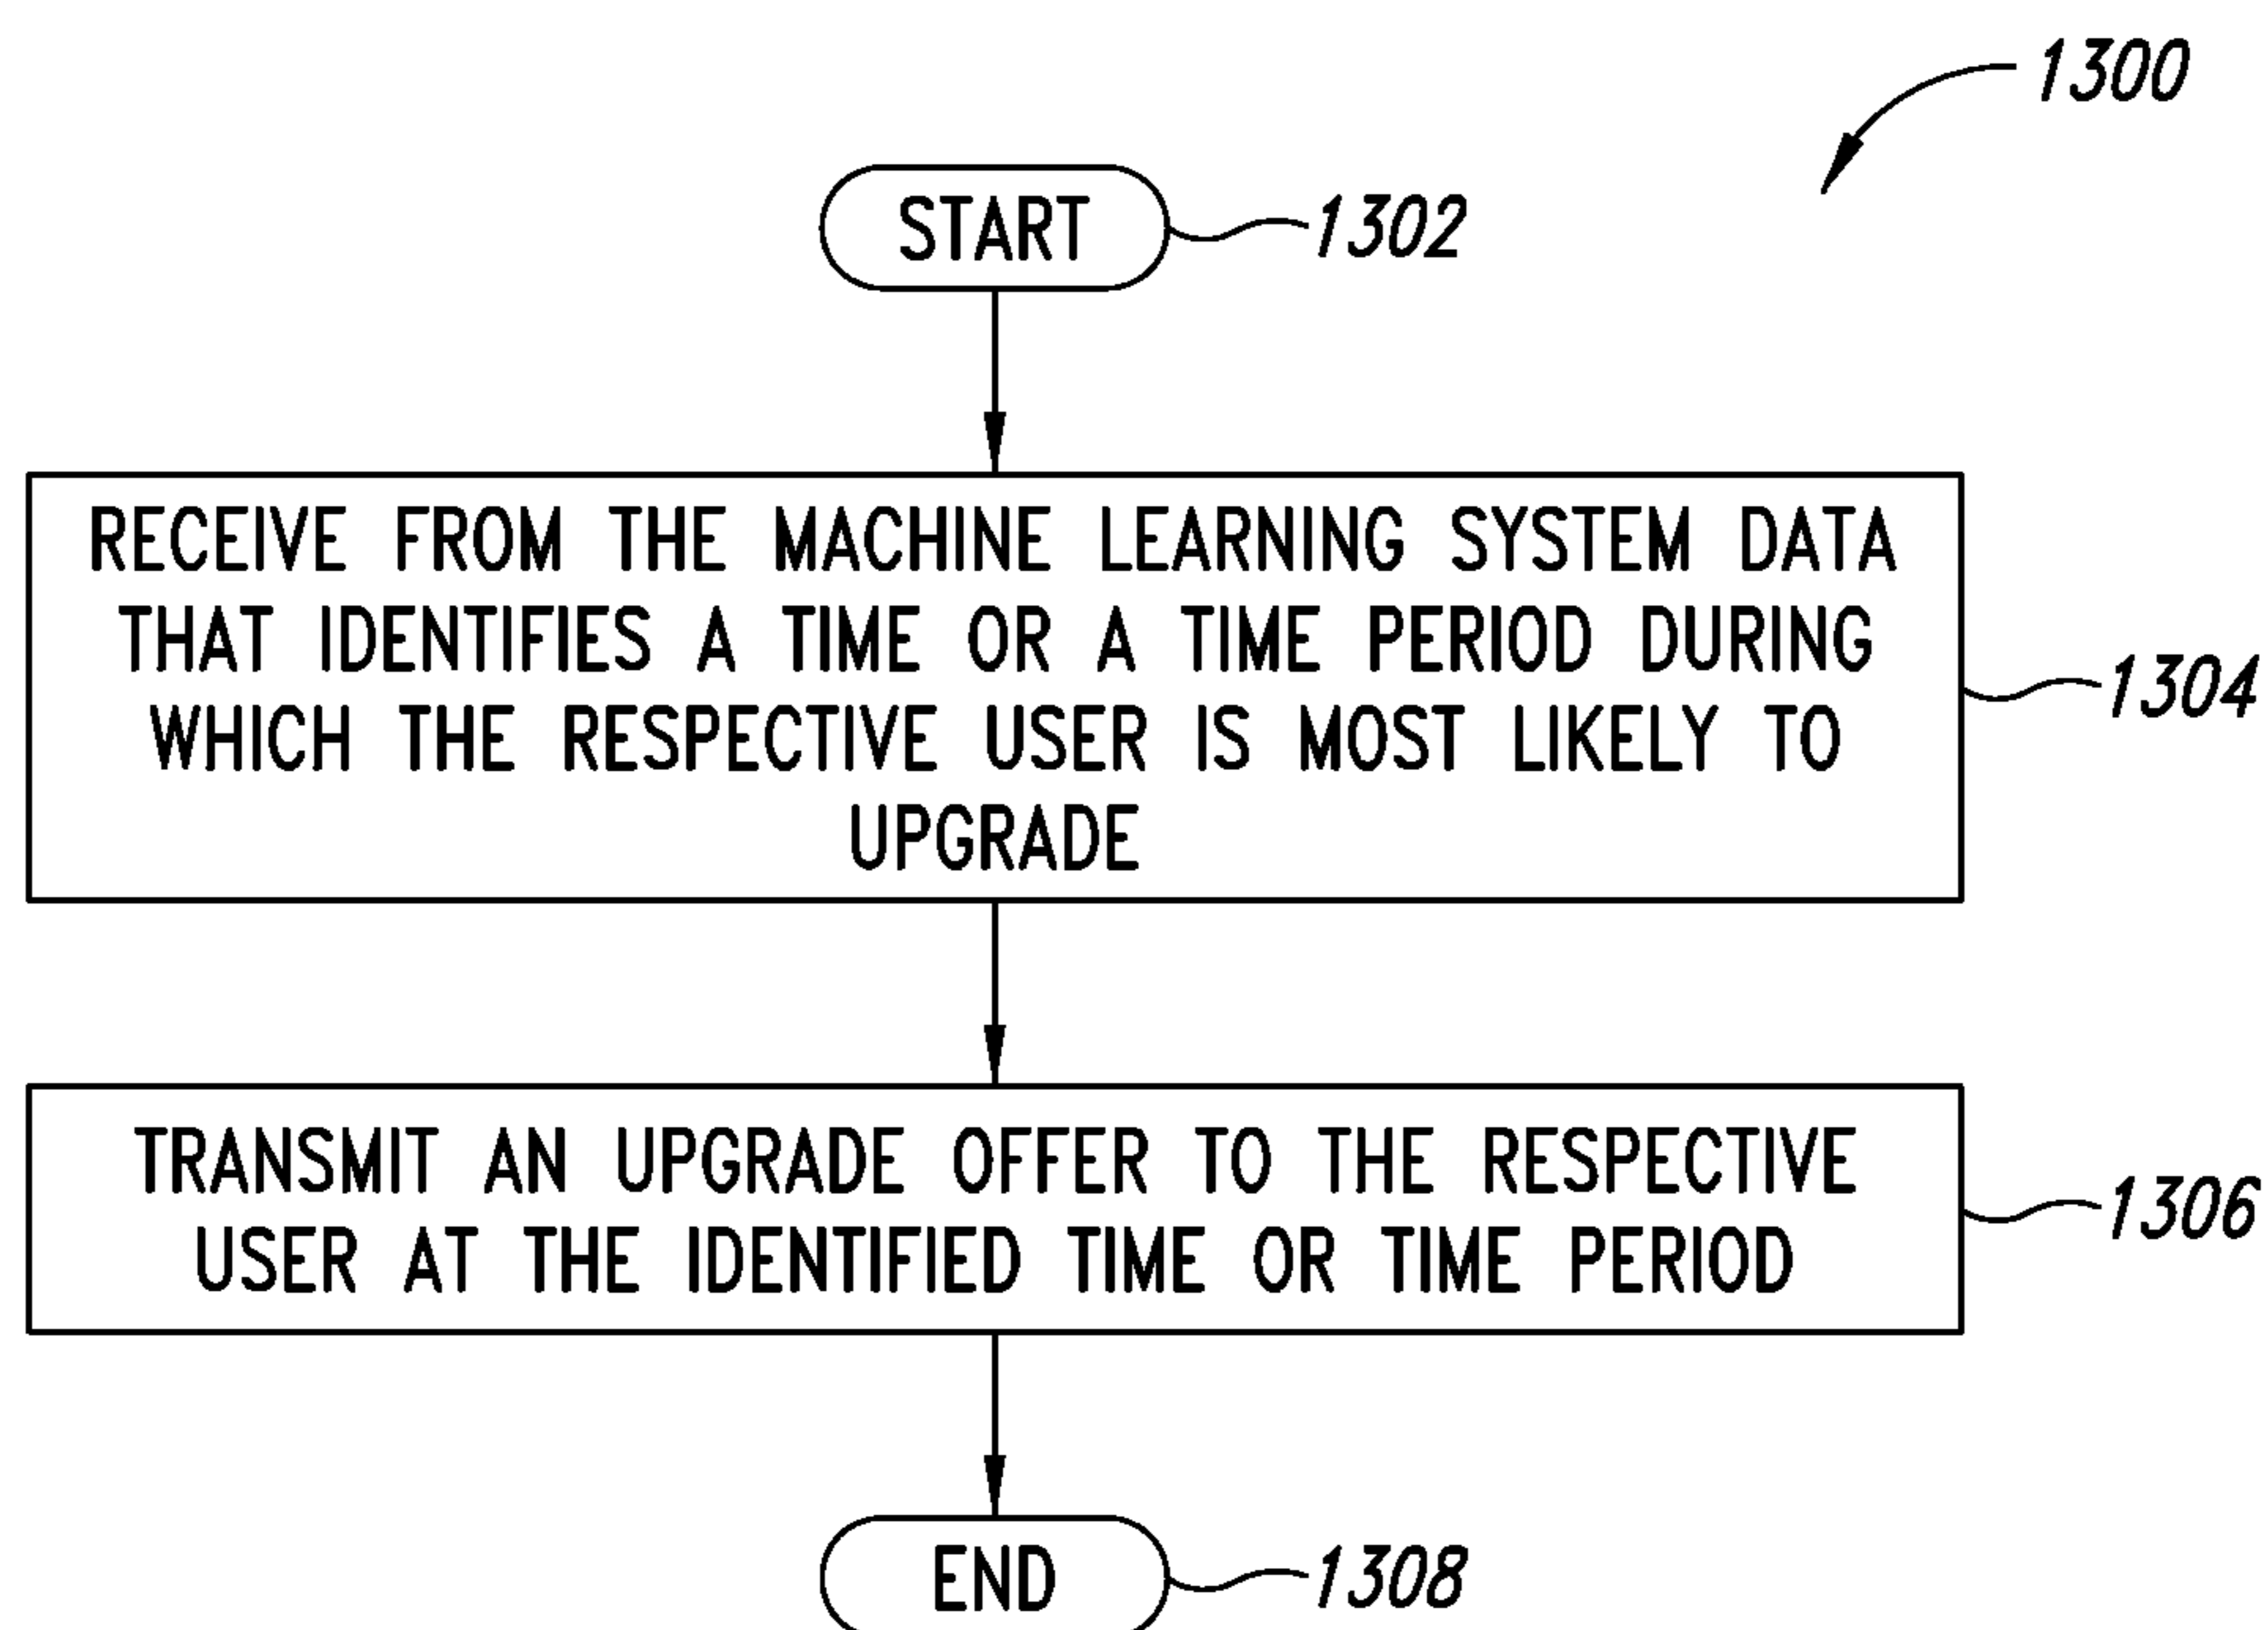 1300
START
1302
RECEIVE FROM THE MACHINE LEARNING SYSTEM DATA
THAT IDENTIFIES A TIME OR A TIME PERIOD DURING
WHICH THE RESPECTIVE USER IS MOST LIKELY TO
UPGRADE
1304
TRANSMIT AN UPGRADE OFFER TO THE RESPECTIVE
USER AT THE IDENTIFIED TIME OR TIME PERIOD
1306
END
1308